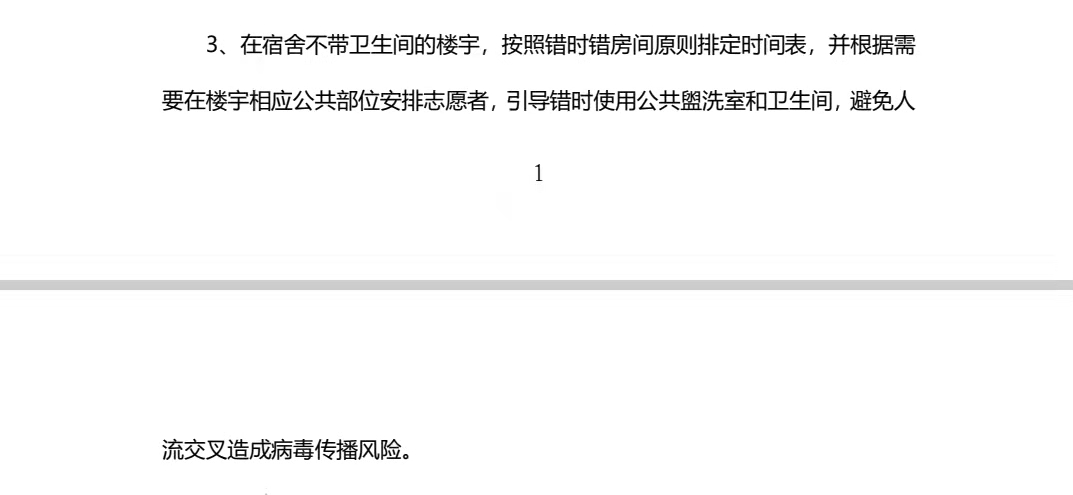 3、在宿舍不带卫生间的楼宇，按照错时错房间原则排定时间表，并根据需
要在楼宇相应公共部位安排志愿者，引导错时使用公共盥洗室和卫生间，避免人
1
流交叉造成病毒传播风险。